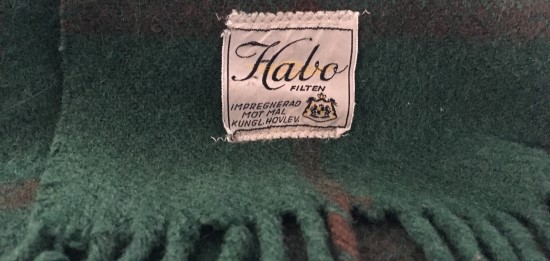 Habo
FILTEN
IMPREGNERAD
MOT MAL
KUNGL. HOVLEV.